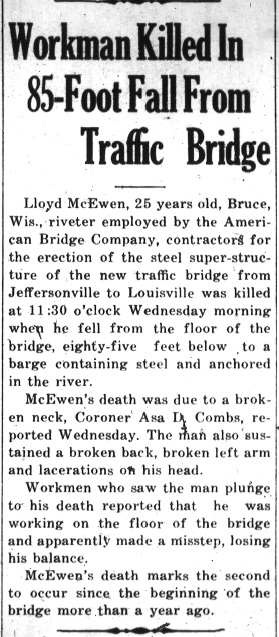 Workman Killed In
85-Foot Fall From
Traffic Bridge
Lloyd McEwen, 25 years old, Bruce,
Wis., riveter employed by the Ameri-
can Bridge Company, contractors for
the erection of the steel super-struc-
ture of the new traffic bridge from
Jeffersonville to Louisville was killed
at 11:30 o'clock Wednesday morning
when he fell from the floor of the
bridge, eighty-five feet below to a
barge containing steel and anchored
in the river.
McEwen's death was due to a brok-
en neck, Coroner Asa D. Combs, re-
ported Wednesday. The man also sus-
tained a broken back, broken left arm
and lacerations on his head.
Workmen who saw the man plunge
to his death reported that he was
working on the floor of the bridge
and apparently made a misstep, losing
his balance.
McEwen's death marks the second
to occur since the beginning of the
bridge more than a year ago.